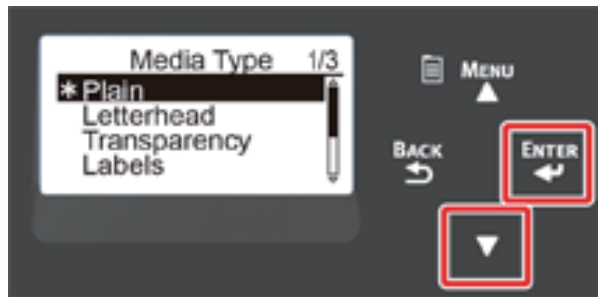 Media Type 1/3
*Plain
Letterhead
Transparency
Labels
MENU
BACK
ENTER